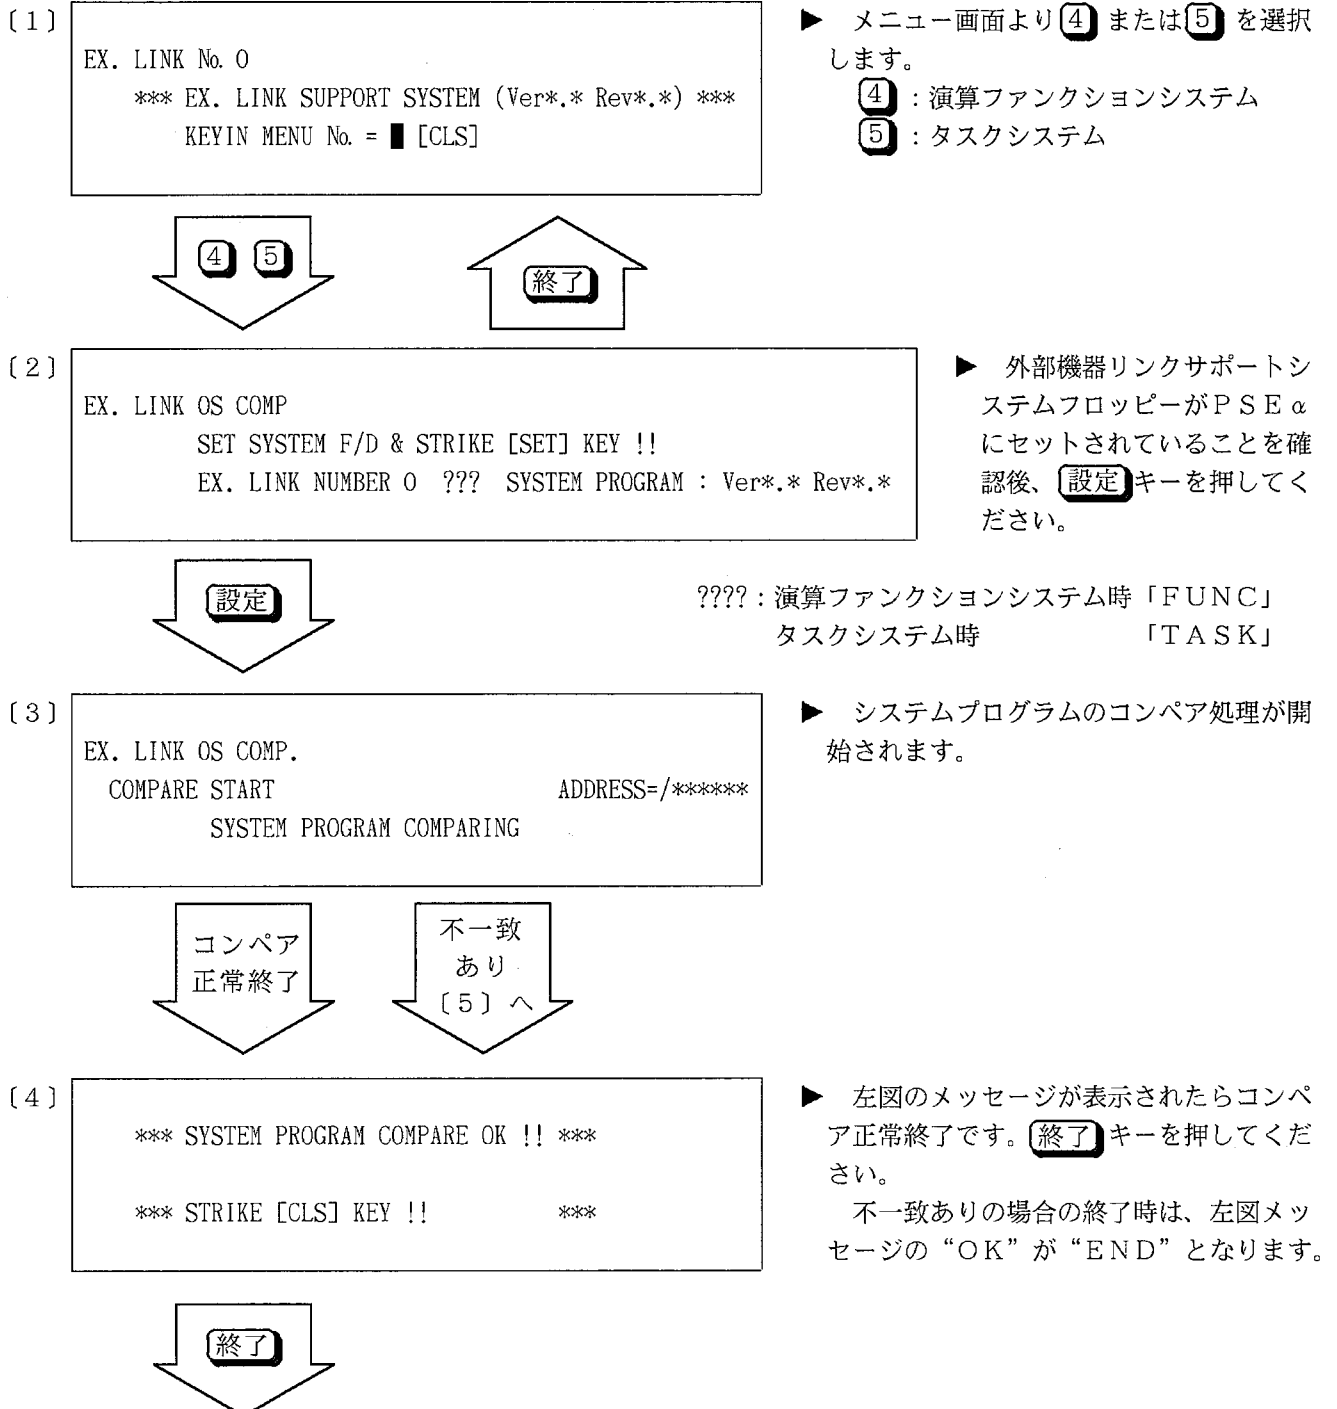 〔1〕
EX. LINK No. 0
*** EX. LINK SUPPORT SYSTEM (Ver*.* Rev*.*) ***
KEYIN MENU No. = █ [CLS]
▶ メニュー画面より4または5を選択
します。
4：演算ファンクションシステム
5：タスクシステム
4 5
終了
〔2〕
EX. LINK OS COMP
SET SYSTEM F/D & STRIKE [SET] KEY !!
EX. LINK NUMBER 0 ??? SYSTEM PROGRAM : Ver*.* Rev*.*
▶ 外部機器リンクサポートシ
ステムフロッピーがＰＳＥα
にセットされていることを確
認後、設定キーを押してく
ださい。
設定
????：演算ファンクションシステム時「ＦＵＮＣ」
タスクシステム時 「ＴＡＳＫ」
〔3〕
EX. LINK OS COMP.
COMPARE START ADDRESS=/******
SYSTEM PROGRAM COMPARING
▶ システムプログラムのコンペア処理が開
始されます。
コンペア
正常終了
不一致
あり
〔5〕へ
〔4〕
*** SYSTEM PROGRAM COMPARE OK !! ***
*** STRIKE [CLS] KEY !! ***
▶ 左図のメッセージが表示されたらコンペ
ア正常終了です。終了キーを押してくだ
さい。
不一致ありの場合の終了時は、左図メッ
セージの“ＯＫ”が“ＥＮＤ”となります。
終了